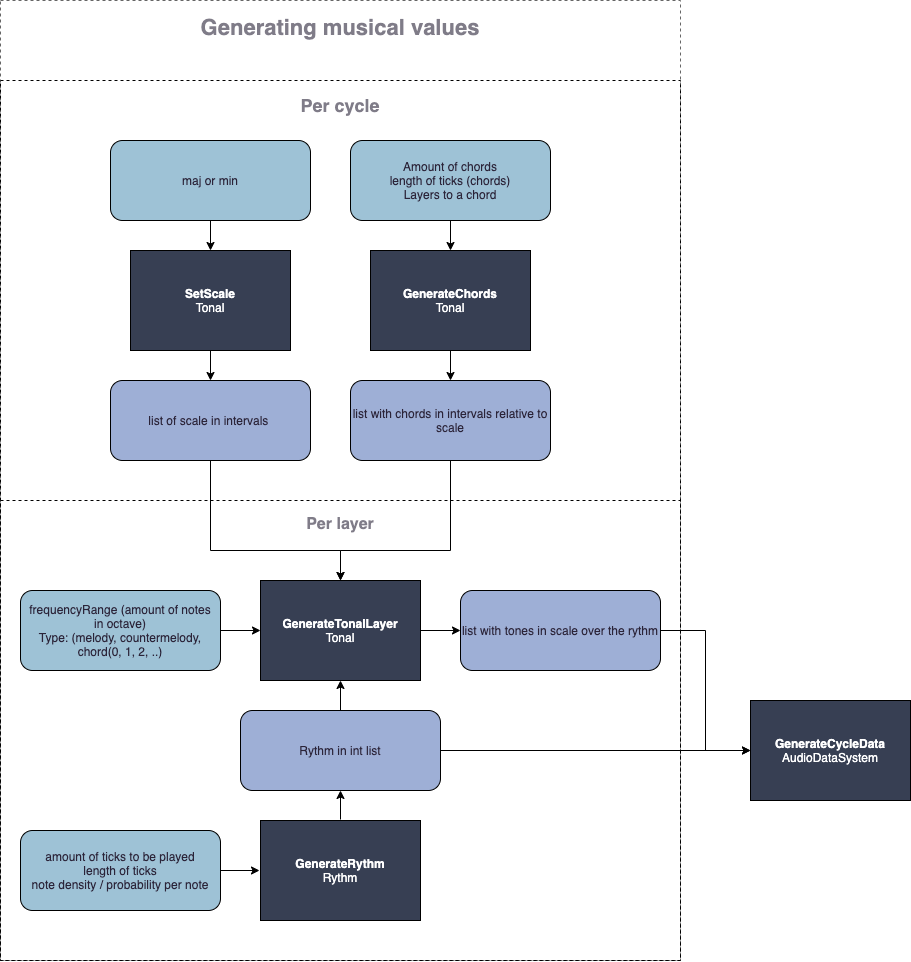 Generating musical values
Per cycle
maj or min
Amount of chords
length of ticks (chords)
Layers to a chord
SetScale
Tonal
GenerateChords
Tonal
list of scale in intervals
list with chords in intervals relative to
scale
Per layer
frequencyRange (amount of notes
in octave)
Type: (melody, countermelody,
chord(0, 1, 2, ..)
GenerateTonalLayer
Tonal
list with tones in scale over the rythm
Rythm in int list
GenerateCycleData
AudioDataSystem
amount of ticks to be played
length of ticks
note density / probability per note
GenerateRythm
Rythm